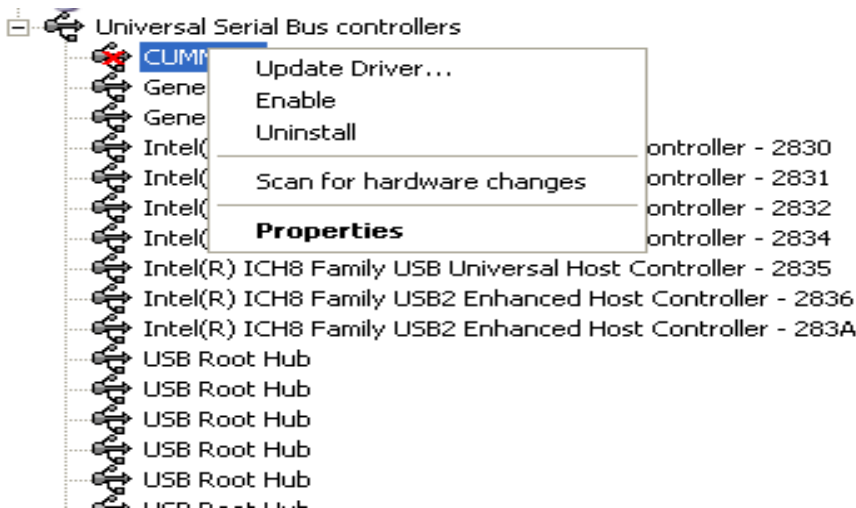 Universal Serial Bus controllers
CUMM
Update Driver...
Gene
Enable
Gene
Uninstall
Intel( ontroller - 2830
Intel( Scan for hardware changes ontroller - 2831
Intel( ontroller - 2832
Intel( Properties ontroller - 2834
Intel(R) ICH8 Family USB Universal Host Controller - 2835
Intel(R) ICH8 Family USB2 Enhanced Host Controller - 2836
Intel(R) ICH8 Family USB2 Enhanced Host Controller - 283A
USB Root Hub
USB Root Hub
USB Root Hub
USB Root Hub
USB Root Hub
USB Root Hub